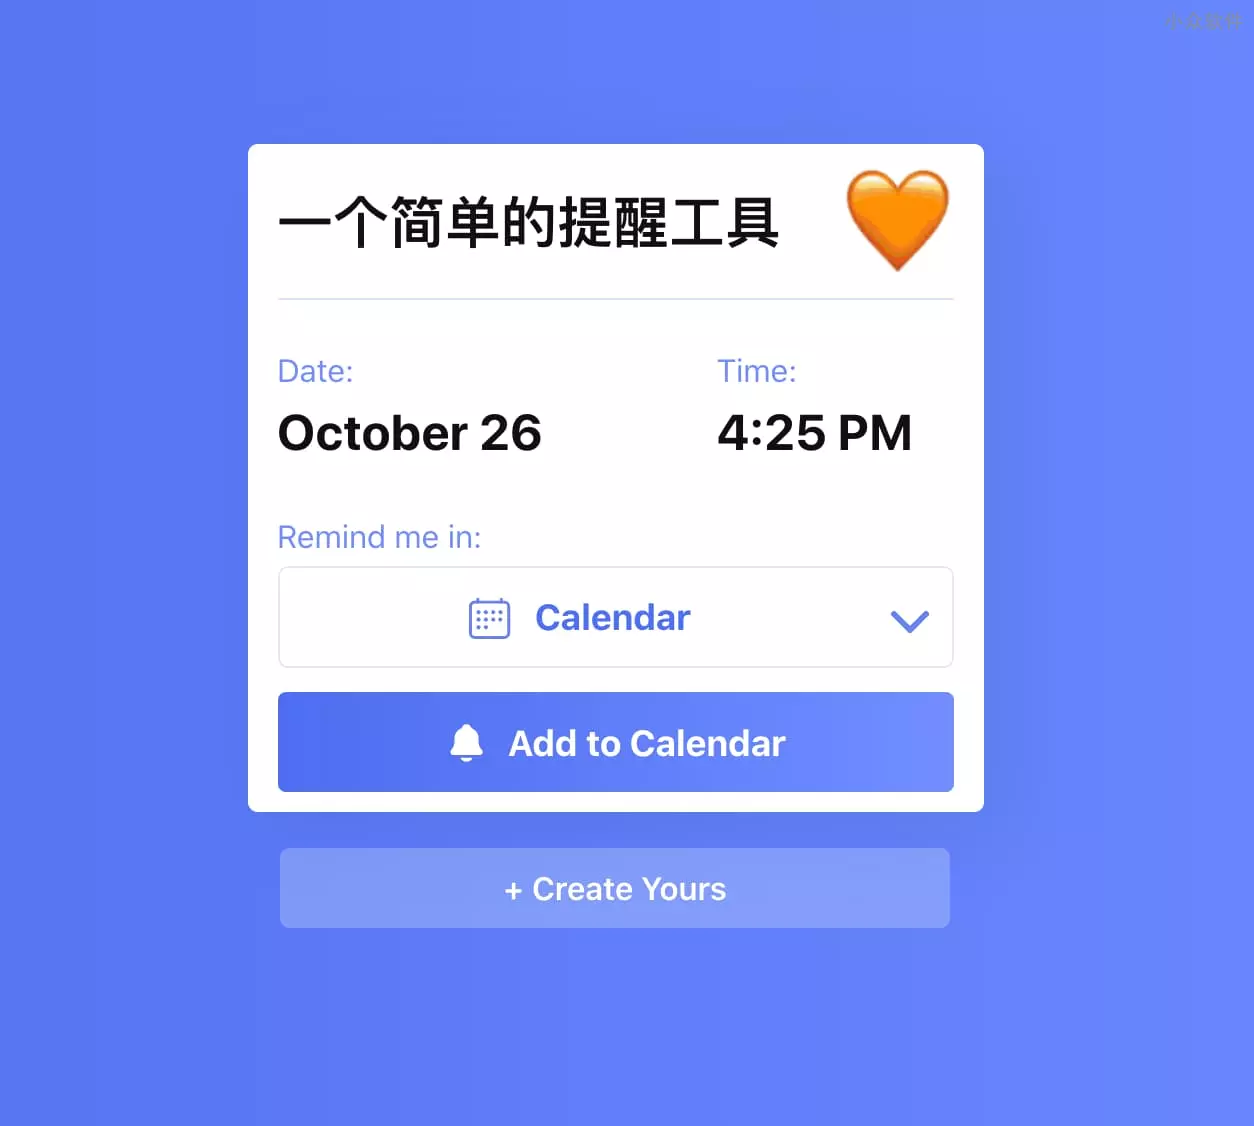 小众软件
一个简单的提醒工具
Date:
Time:
October 26
4:25 PM
Remind me in:
Calendar
Add to Calendar
+ Create Yours